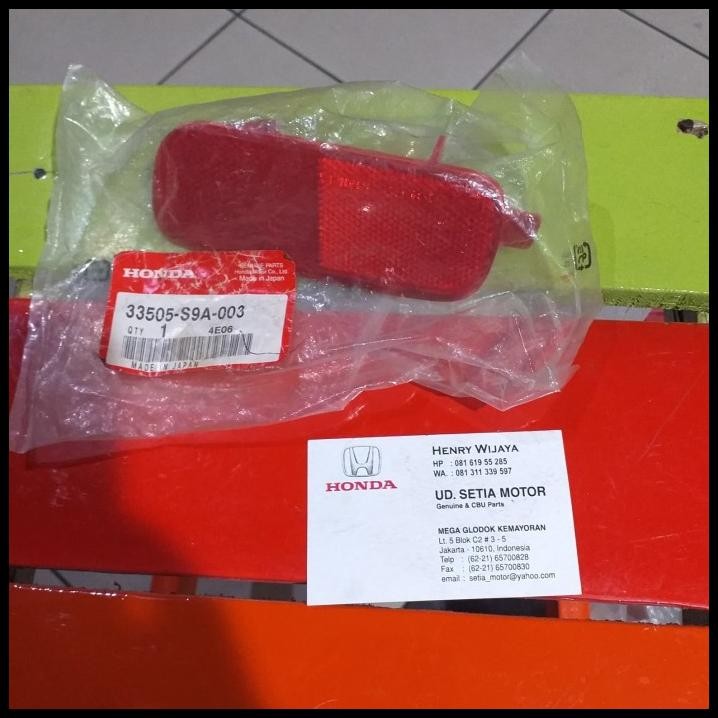 HONDA
GENUINE PARTS
Honda Motor Co., Ltd.
Made in Japan
33505-S9A-003
QTY 1 4E06
MADE IN JAPAN
HONDA
HENRY WIJAYA
HP : 081 619 55 285
WA. : 081 311 339 597
UD. SETIA MOTOR
Genuine & CBU Parts
MEGA GLODOK KEMAYORAN
Lt. 5 Blok C2 # 3 - 5
Jakarta - 10610, Indonesia
Telp : (62-21) 65700828
Fax : (62-21) 65700830
email : setia_motor@yahoo.com